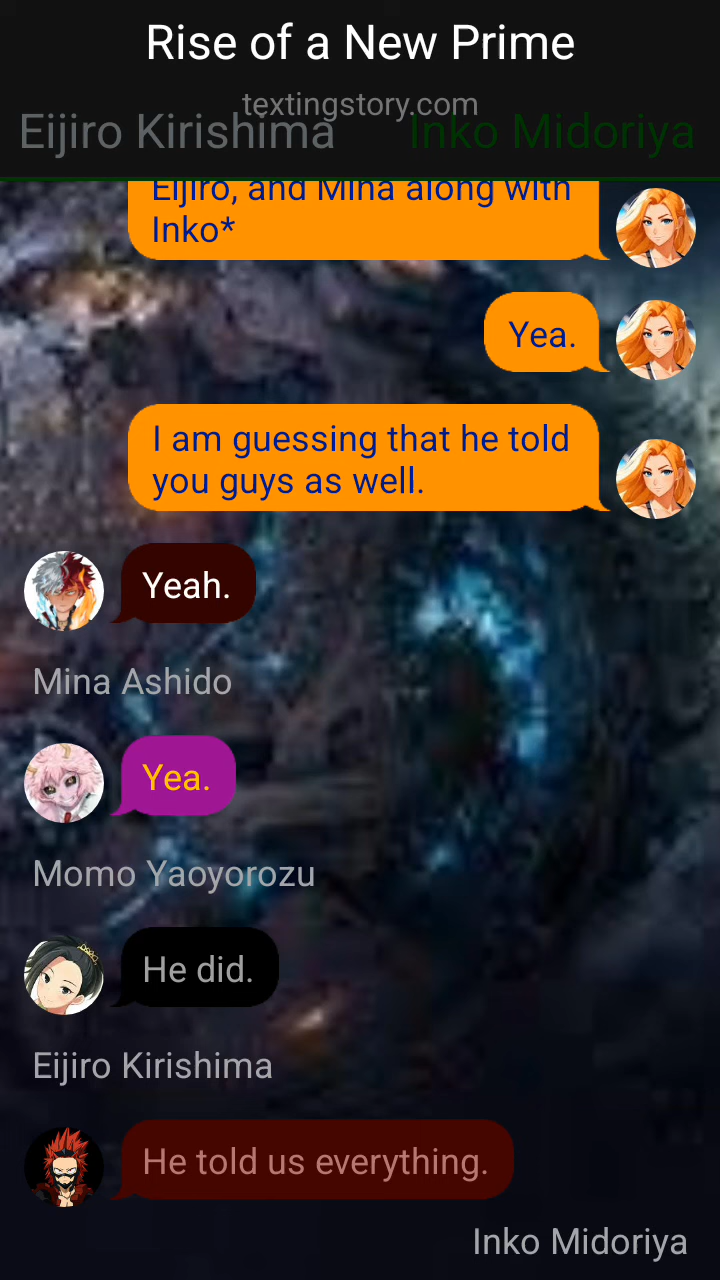 Rise of a New Prime
textingstory.com
Eijiro Kirishima
Inko Midoriya
Eijiro, and Mina along with
Inko*
Yea.
I am guessing that he told
you guys as well.
Yeah.
Mina Ashido
Yea.
Momo Yaoyorozu
He did.
Eijiro Kirishima
He told us everything.
Inko Midoriya